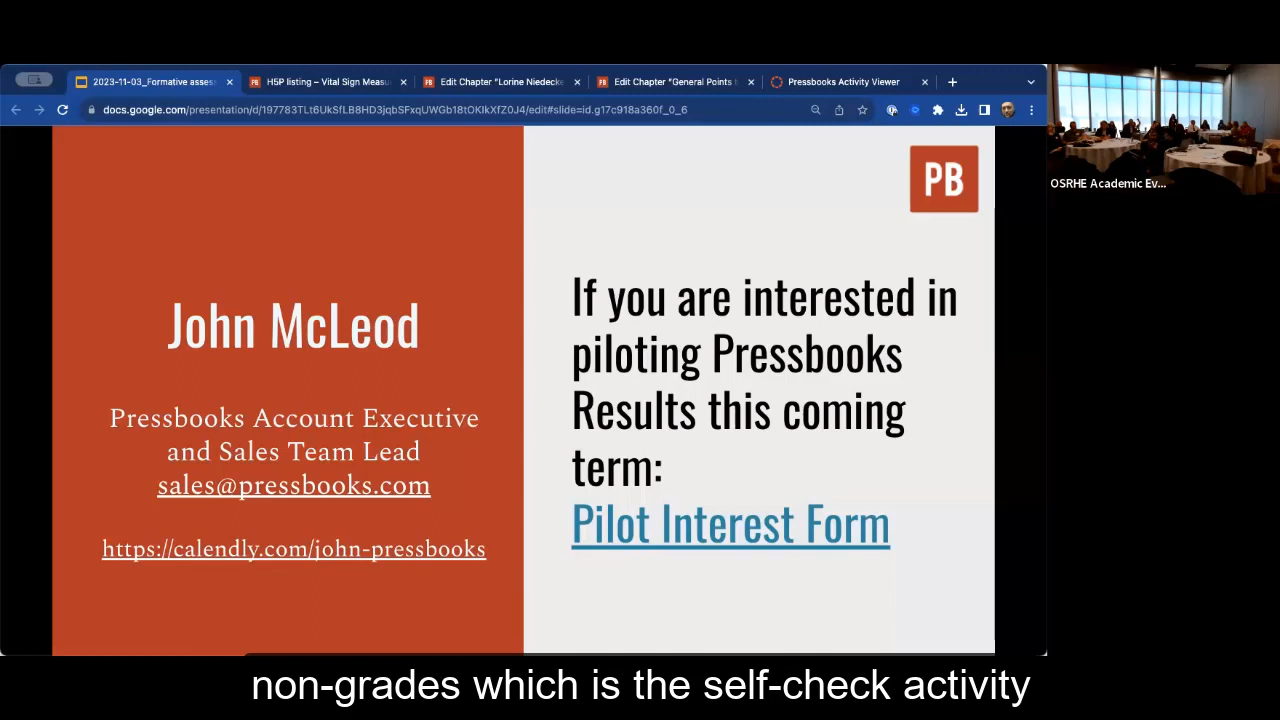 2023-11-03_Formative assess
H5P listing – Vital Sign Measu
Edit Chapter “Lorine Niedecke
Edit Chapter “General Points
Pressbooks Activity Viewer
docs.google.com/presentation/d/197783TLt6UkSfLB8HD3jqbSFxqUWGb18tOKIkXfZ0J4/edit#slide=id.g17c918a360f_0_6
OSRHE Academic Ev...
PB
John McLeod
Pressbooks Account Executive
and Sales Team Lead
sales@pressbooks.com
https://calendly.com/john-pressbooks
If you are interested in
piloting Pressbooks
Results this coming
term:
Pilot Interest Form
non-grades which is the self-check activity